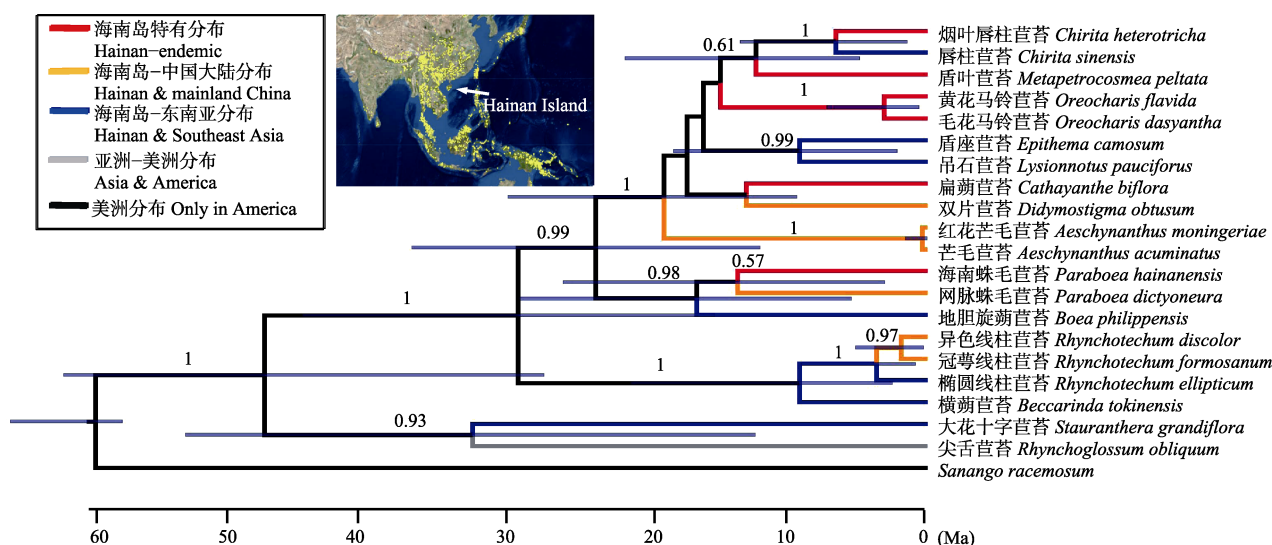 海南岛特有分布
Hainan-endemic
海南岛-中国大陆分布
Hainan & mainland China
海南岛-东南亚分布
Hainan & Southeast Asia
亚洲-美洲分布
Asia & America
美洲分布 Only in America
Hainan Island
1
0.61
1
0.99
1
1
0.99
0.57
0.98
1
0.97
1
1
1
0.93
烟叶唇柱苣苔 Chirita heterotricha
唇柱苣苔 Chirita sinensis
盾叶苣苔 Metapetrocosmea peltata
黄花马铃苣苔 Oreocharis flavida
毛花马铃苣苔 Oreocharis dasyantha
盾座苣苔 Epithema carnosum
吊石苣苔 Lysionnotus pauciforus
扁蒴苣苔 Cathayanthe biflora
双片苣苔 Didymostigma obtusum
红花芒毛苣苔 Aeschynanthus moningeriae
芒毛苣苔 Aeschynanthus acuminatus
海南蛛毛苣苔 Paraboea hainanensis
网脉蛛毛苣苔 Paraboea dictyoneura
地胆旋蒴苣苔 Boea philippensis
异色线柱苣苔 Rhynchotechum discolor
冠萼线柱苣苔 Rhynchotechum formosanum
椭圆线柱苣苔 Rhynchotechum ellipticum
横蒴苣苔 Beccarinda tokinensis
大花十字苣苔 Stauranthera grandiflora
尖舌苣苔 Rhynchoglossum obliquum
Sanango racemosum
60 50 40 30 20 10 0 (Ma)